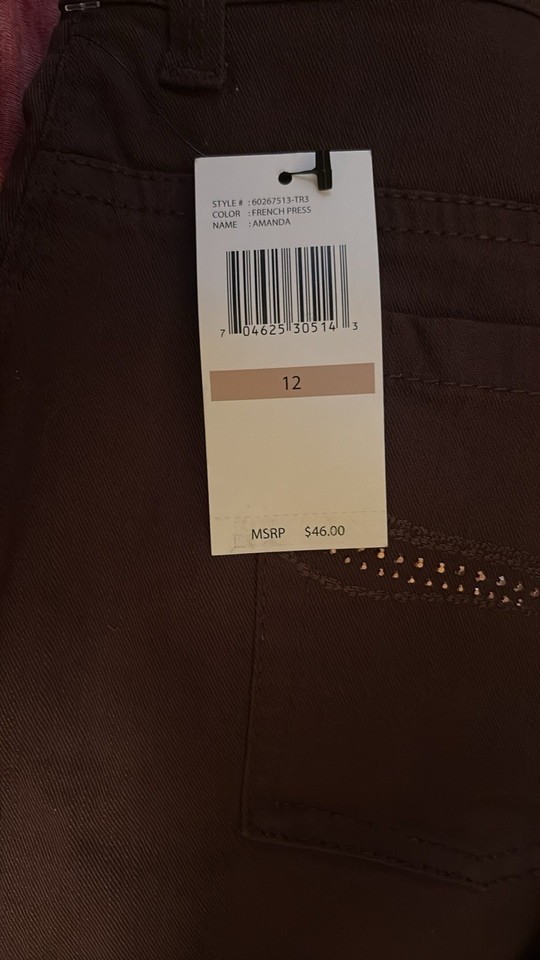 STYLE # : 60267513-TR3
COLOR : FRENCH PRESS
NAME : AMANDA
7 04625 30514 3
12
MSRP $46.00